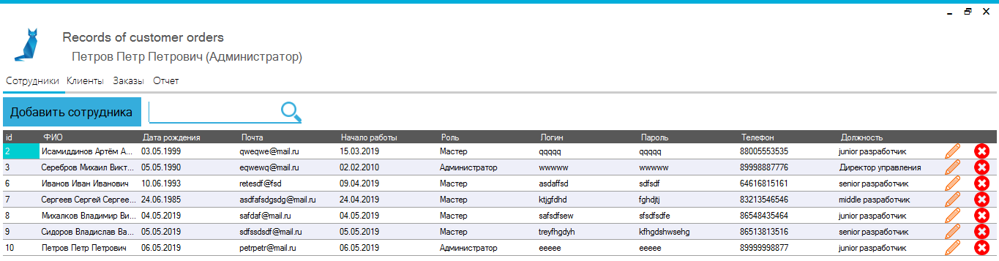 Records of customer orders
Петров Петр Петрович (Администратор)
Сотрудники Клиенты Заказы Отчет
Добавить сотрудника
id ФИО Дата рождения Почта Начало работы Роль Логин Пароль Телефон Должность
2 Исамиддинов Артём А... 03.05.1999 qweqwe@mail.ru 15.03.2019 Мастер qqqqq qqqqq 88005553535 junior разработчик
3 Серебров Михаил Викт... 05.05.1990 eqwewq@mail.ru 02.02.2010 Администратор wwwww wwwww 89998887776 Директор управления
6 Иванов Иван Иванович 10.06.1993 retesdf@fsd 09.04.2019 Мастер asdaffsd sdfsdf 64616815161 senior разработчик
7 Сергеев Сергей Сергее... 24.06.1985 asdfafsdgsdg@mail.ru 24.04.2019 Мастер ktjgfdhd fghdjtj 83213546546 middle разработчик
8 Михалков Владимир Ви... 04.05.2019 safdaf@mail.ru 04.05.2019 Мастер safsdfsew sfsdfsdfe 86548435464 junior разработчик
9 Сидоров Владислав Ва... 05.05.2019 sdfssdsdf@mail.ru 05.05.2019 Мастер treyfhgdyh kfhgdshwsehg 86513813516 senior разработчик
10 Петров Петр Петрович 06.05.2019 petrpetr@mail.ru 06.05.2019 Администратор eeeee eeeee 89999998877 junior разработчик